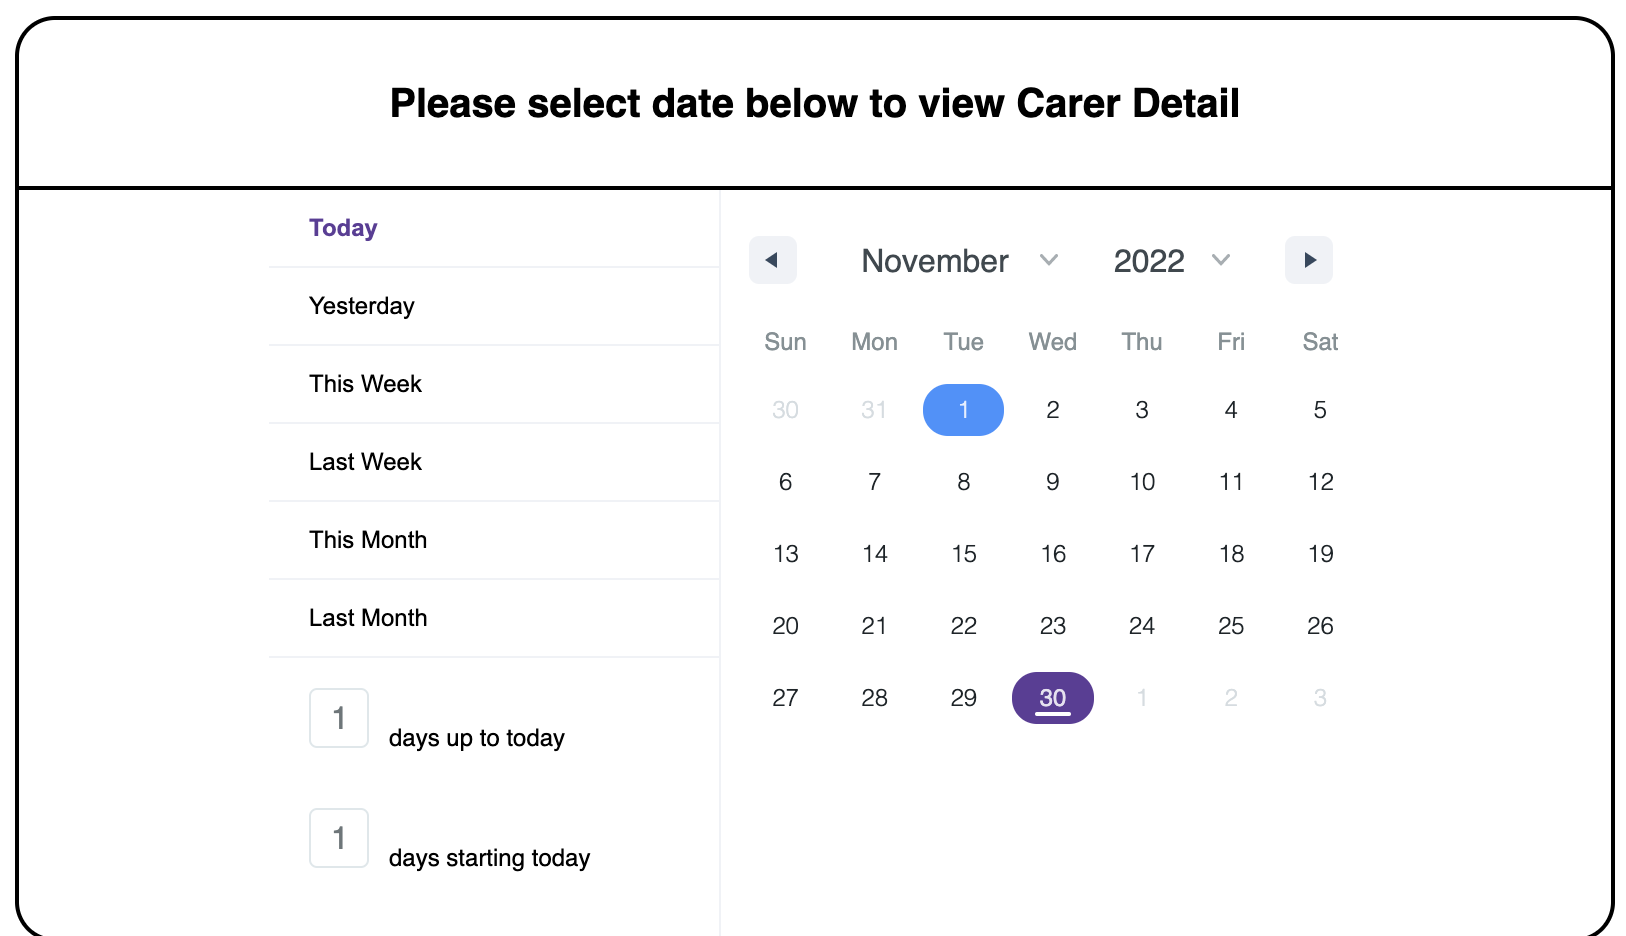 Please select date below to view Carer Detail
Today
Yesterday
This Week
Last Week
This Month
Last Month
1 days up to today
1 days starting today
November 2022
Sun Mon Tue Wed Thu Fri Sat
30 31 1 2 3 4 5
6 7 8 9 10 11 12
13 14 15 16 17 18 19
20 21 22 23 24 25 26
27 28 29 30 1 2 3